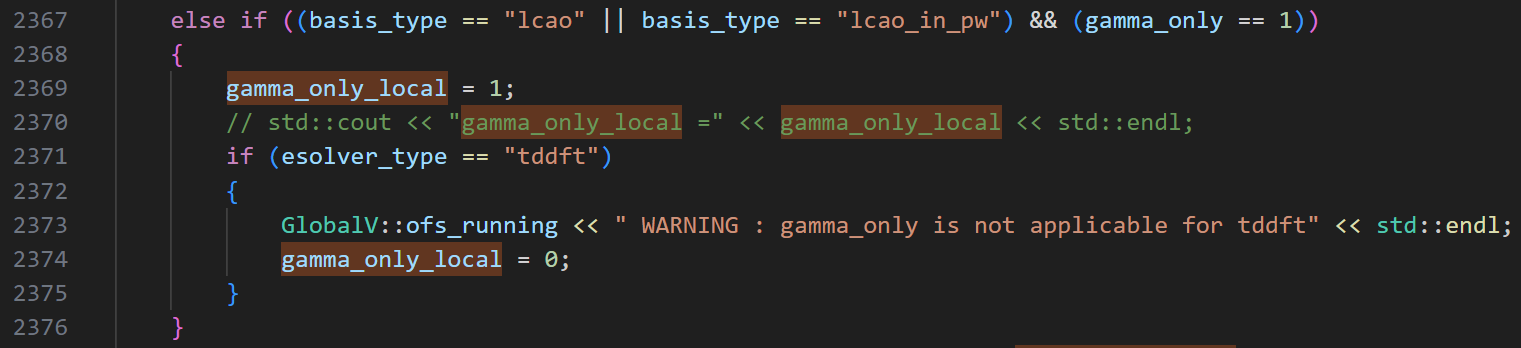 2367 else if ((basis_type == "lcao" || basis_type == "lcao_in_pw") && (gamma_only == 1))
2368 {
2369 gamma_only_local = 1;
2370 // std::cout << "gamma_only_local =" << gamma_only_local << std::endl;
2371 if (esolver_type == "tddft")
2372 {
2373 GlobalV::ofs_running << " WARNING : gamma_only is not applicable for tddft" << std::endl;
2374 gamma_only_local = 0;
2375 }
2376 }